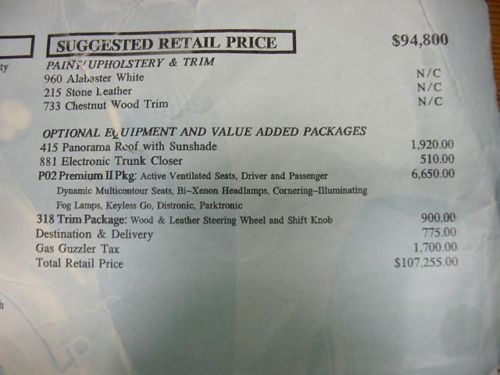 SUGGESTED RETAIL PRICE $94,800
ty PAINT UPHOLSTERY & TRIM
960 Alabaster White N/C
215 Stone Leather N/C
733 Chestnut Wood Trim N/C
OPTIONAL EQUIPMENT AND VALUE ADDED PACKAGES
415 Panorama Roof with Sunshade 1,920.00
881 Electronic Trunk Closer 510.00
P02 Premium II Pkg: Active Ventilated Seats, Driver and Passenger 6,650.00
Dynamic Multicontour Seats, Bi-Xenon Headlamps, Cornering-Illuminating
Fog Lamps, Keyless Go, Distronic, Parktronic
318 Trim Package: Wood & Leather Steering Wheel and Shift Knob 900.00
Destination & Delivery 775.00
Gas Guzzler Tax 1,700.00
Total Retail Price $107,255.00
h